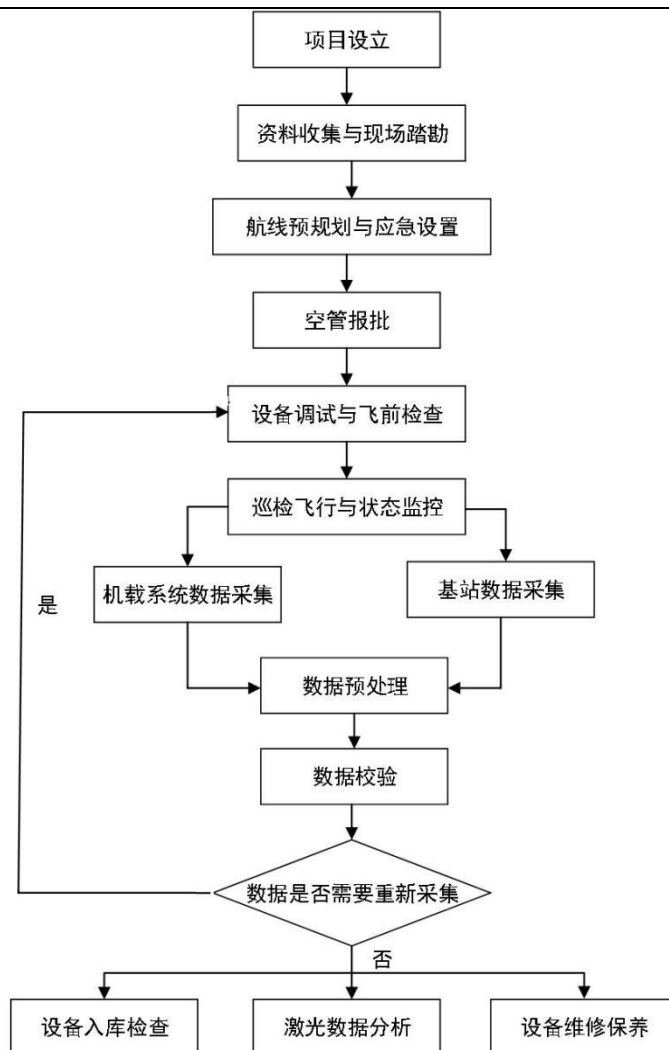 项目设立
资料收集与现场踏勘
航线预规划与应急设置
空管报批
设备调试与飞前检查
巡检飞行与状态监控
机载系统数据采集
基站数据采集
是
数据预处理
数据校验
数据是否需要重新采集
否
设备入库检查
激光数据分析
设备维修保养